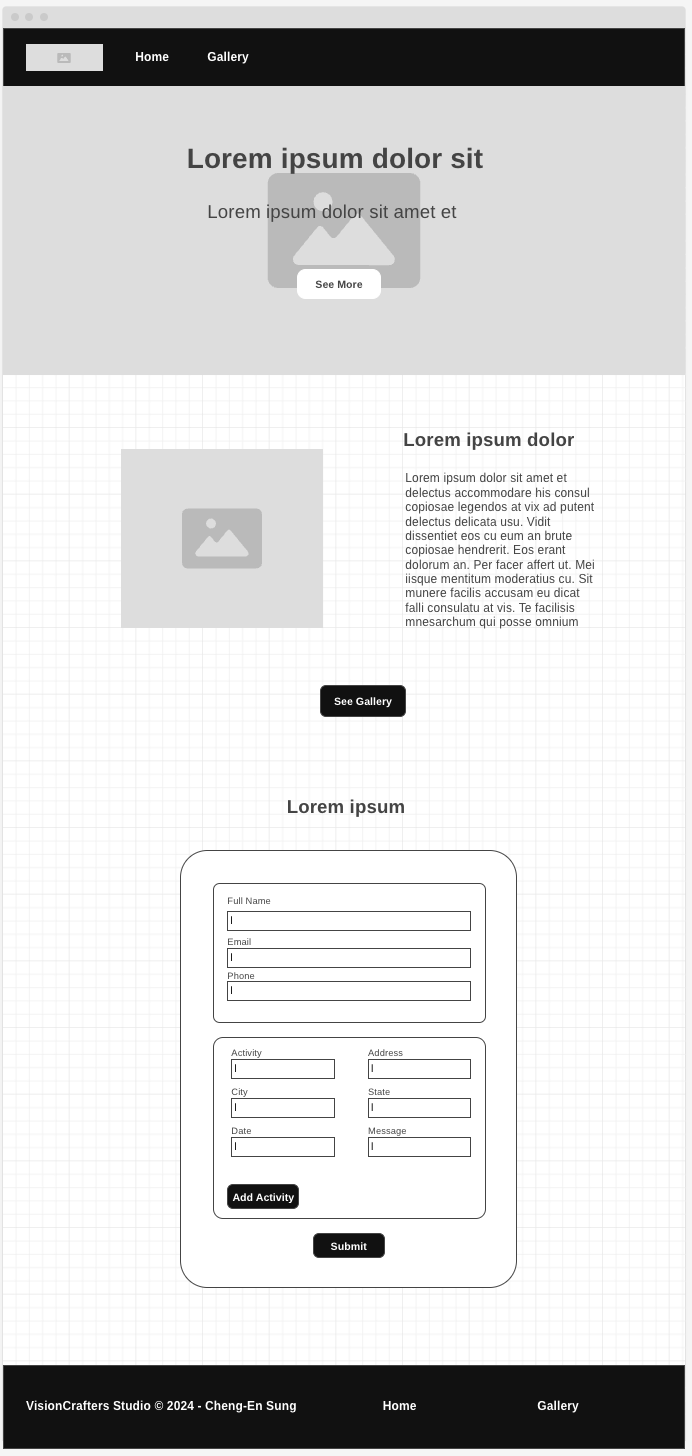 Home Gallery
Lorem ipsum dolor sit
Lorem ipsum dolor sit amet et
See More
Lorem ipsum dolor
Lorem ipsum dolor sit amet et
delectus accommodare his consul
copiosae legendos at vix ad putent
delectus delicata usu. Vidit
dissentiet eos cu eum an brute
copiosae hendrerit. Eos erant
dolorum an. Per facer affert ut. Mei
iisque mentitum moderatius cu. Sit
munere facilis accusam eu dicat
falli consulatu at vis. Te facilisis
mnesarchum qui posse omnium
See Gallery
Lorem ipsum
Full Name
Email
Phone
Activity Address
City State
Date Message
Add Activity
Submit
VisionCrafters Studio © 2024 - Cheng-En Sung Home Gallery